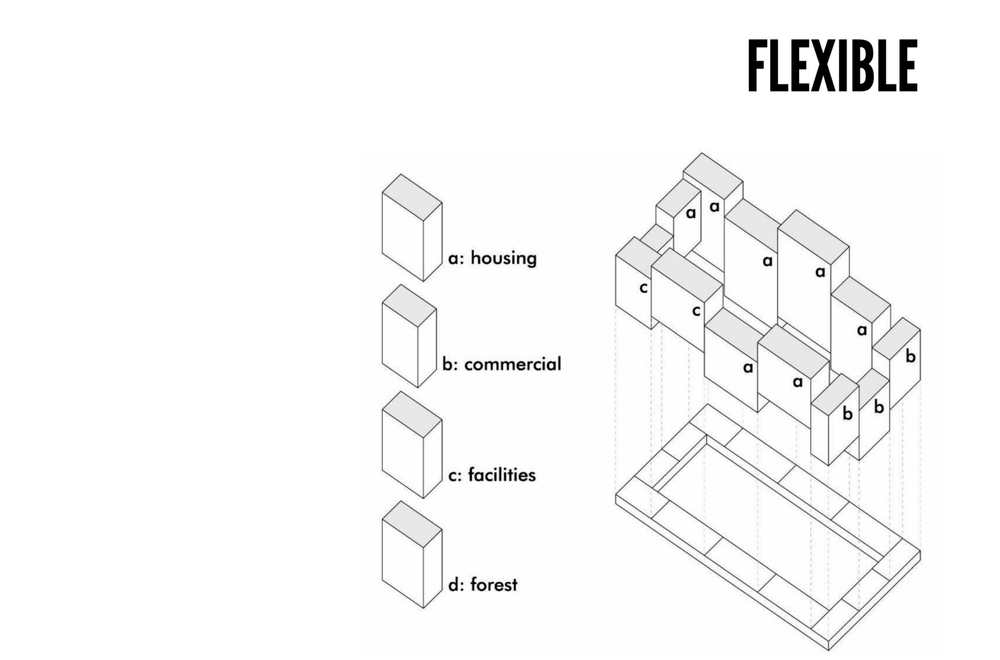 FLEXIBLE
a: housing
b: commercial
c: facilities
d: forest
a
a
a
a
c
c
a
b
a
a
b
b